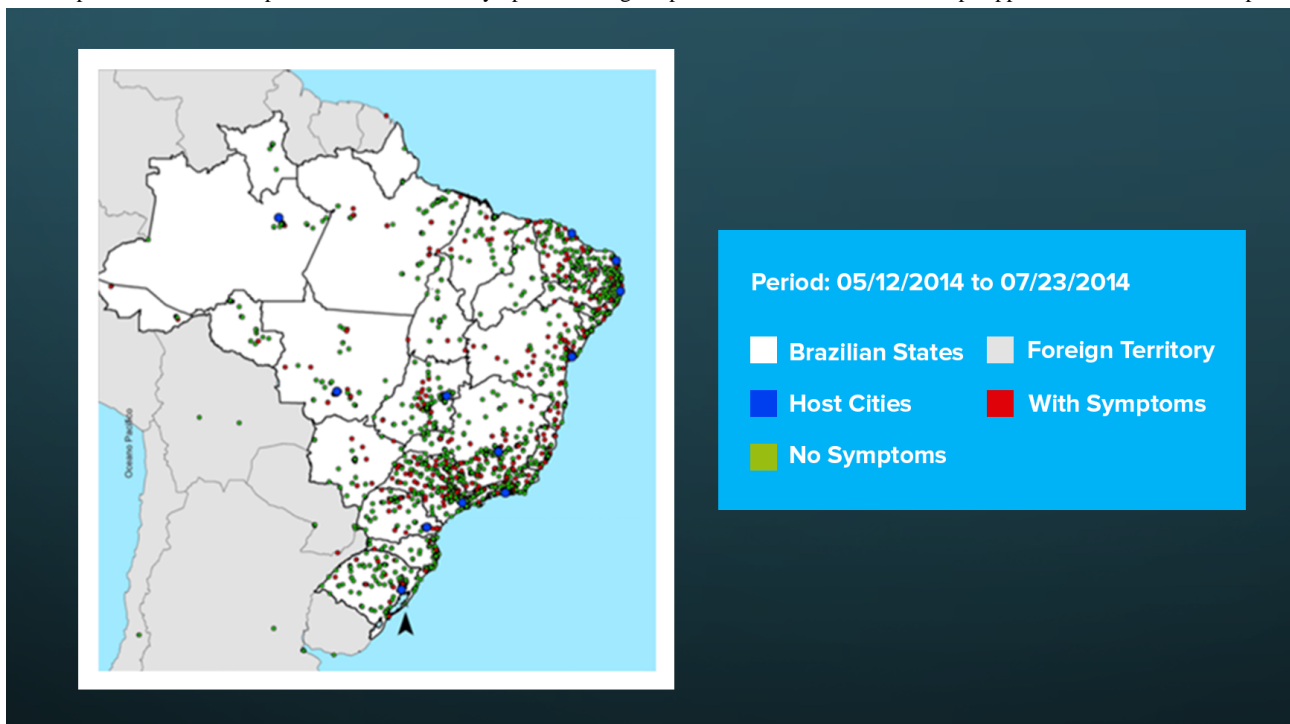 Period: 05/12/2014 to 07/23/2014
Brazilian States
Foreign Territory
Host Cities
With Symptoms
No Symptoms
Oceano Pacífico